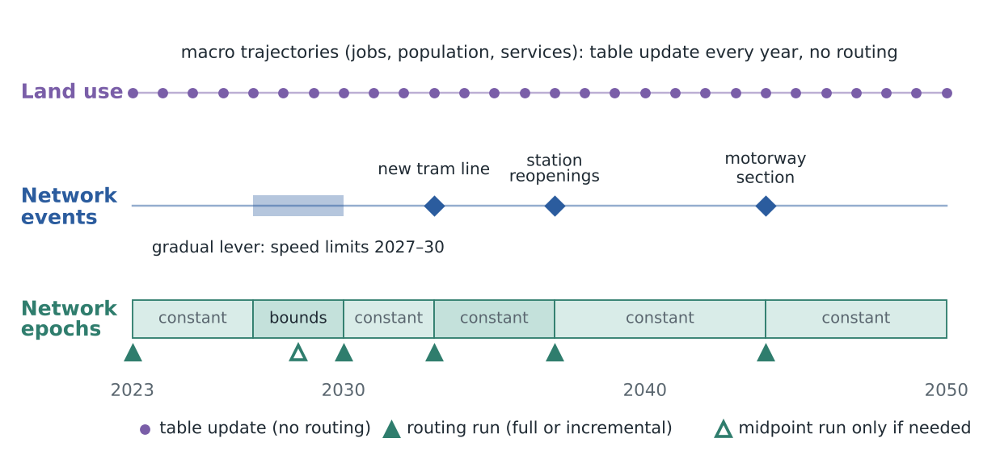 macro trajectories (jobs, population, services): table update every year, no routing
Land use
new tram line
station
reopenings
motorway
section
Network
events
gradual lever: speed limits 2027–30
Network
epochs
constant
bounds
constant
constant
constant
constant
2023
2030
2040
2050
table update (no routing)
routing run (full or incremental)
midpoint run only if needed